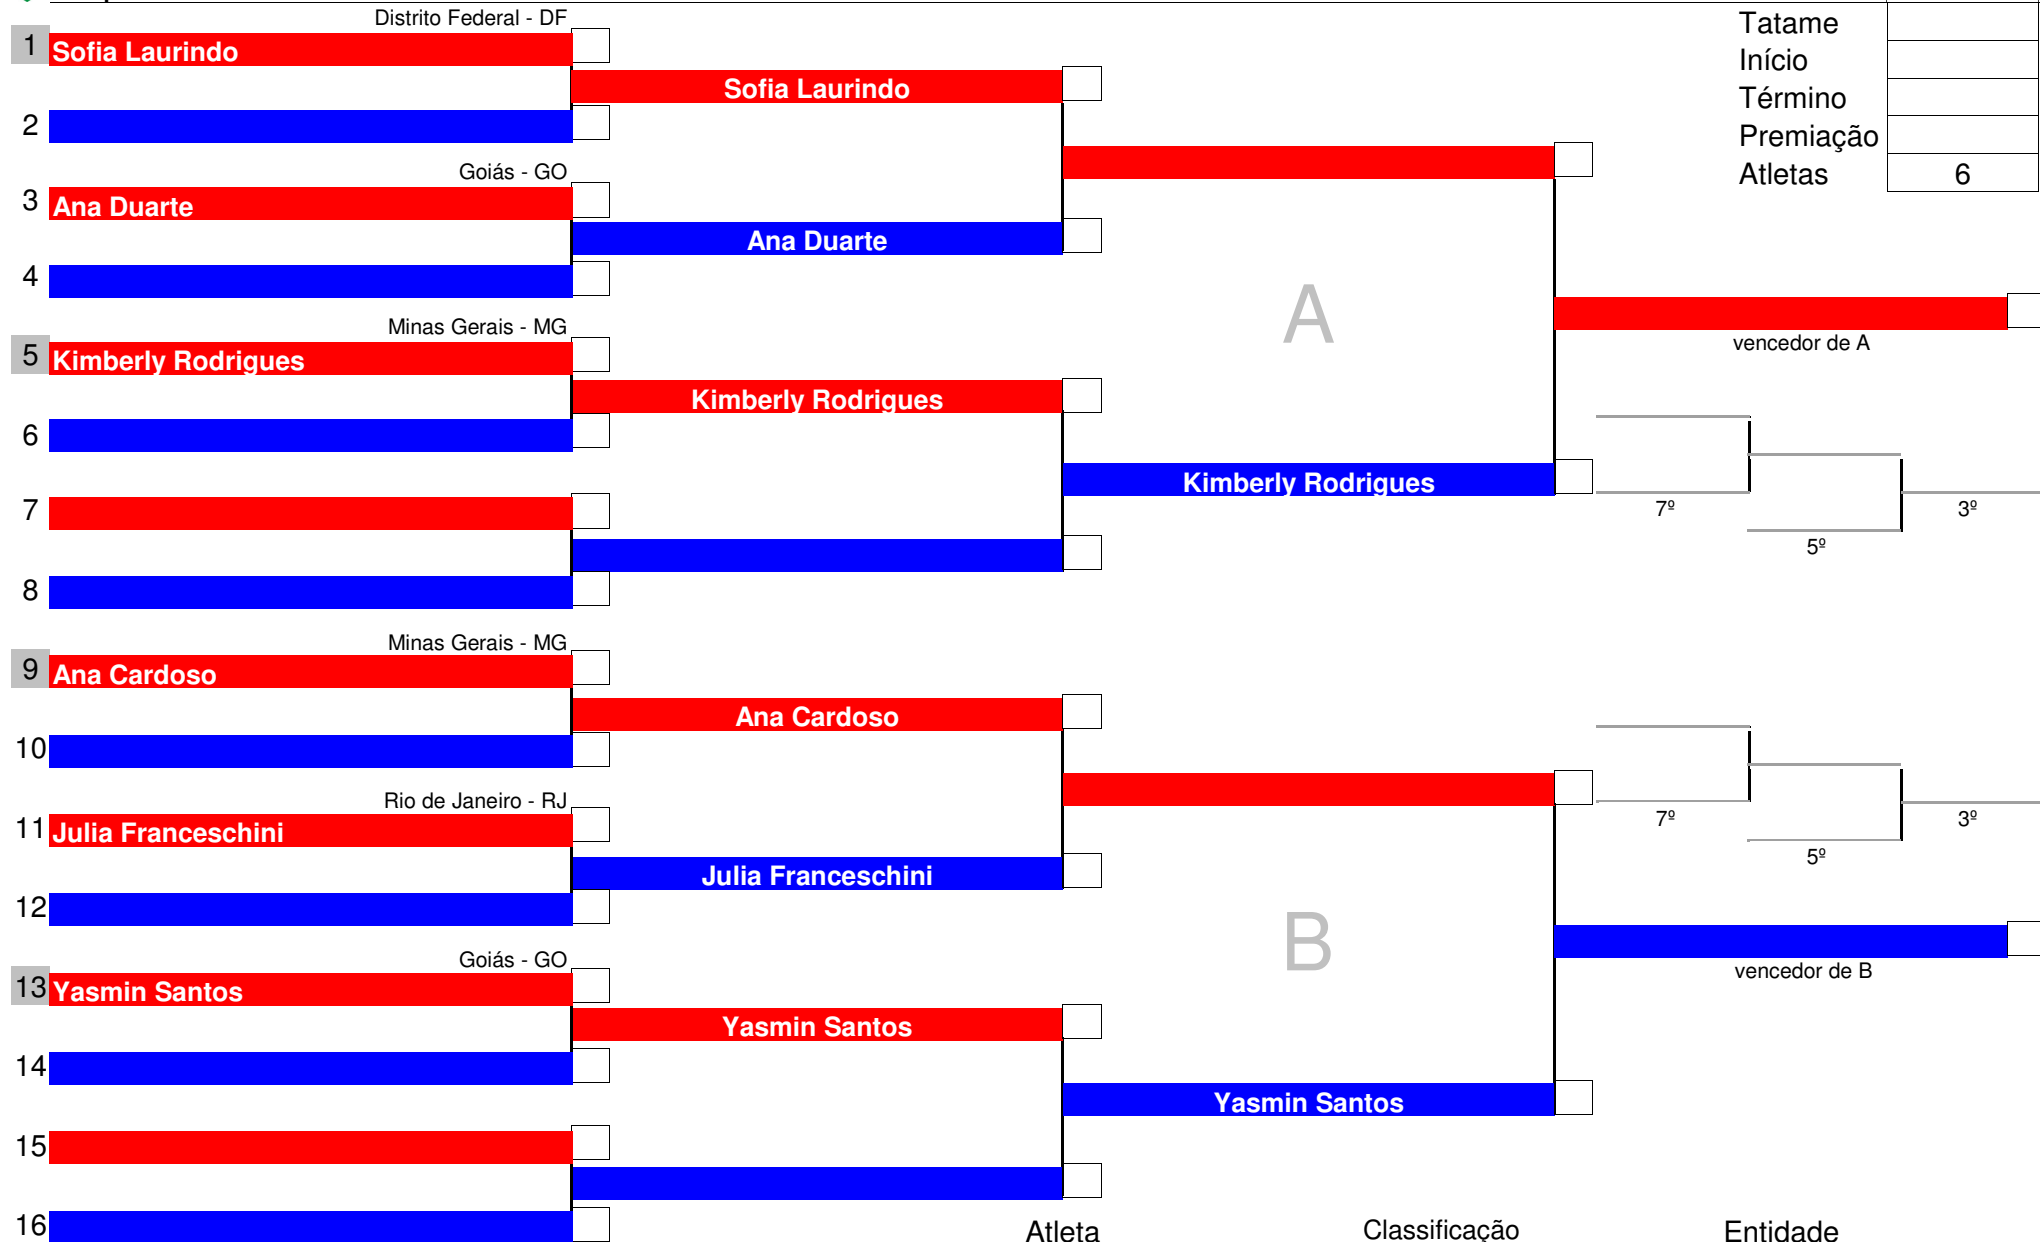 Distrito Federal - DF
Tatame
1 Sofia Laurindo
Início
Sofia Laurindo
Término
2
Premiação
Goiás - GO
Atletas 6
3 Ana Duarte
Ana Duarte
4
A
Minas Gerais - MG
vencedor de A
5 Kimberly Rodrigues
Kimberly Rodrigues
6
Kimberly Rodrigues
7
7º 3º
5º
8
Minas Gerais - MG
9 Ana Cardoso
Ana Cardoso
10
Rio de Janeiro - RJ
7º 3º
11 Julia Franceschini
5º
Julia Franceschini
12
B
Goiás - GO
vencedor de B
13 Yasmin Santos
Yasmin Santos
14
Yasmin Santos
15
16
Atleta Classificação Entidade